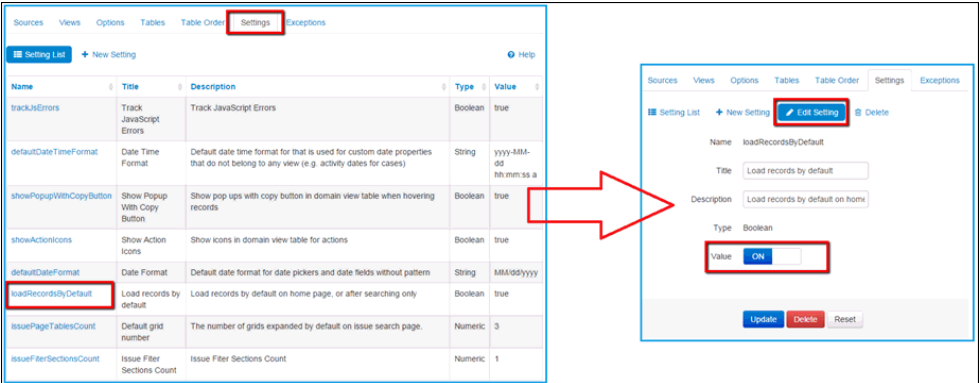 Sources Views Options Tables Table Order Settings Exceptions
Setting List + New Setting Help
Name Title Description Type Value
trackJsErrors Track JavaScript Errors Track JavaScript Errors Boolean true
defaultDateTimeFormat Date Time Format Default date time format for that is used for custom date properties that do not belong to any view (e.g. activity dates for cases) String yyyy-MM-dd hh:mm:ss a
showPopupWithCopyButton Show Popup With Copy Button Show pop ups with copy button in domain view table when hovering records Boolean true
showActionIcons Show Action Icons Show icons in domain view table for actions Boolean true
defaultDateFormat Date Format Default date format for date pickers and date fields without pattern String MM/dd/yyyy
loadRecordsByDefault Load records by default Load records by default on home page, or after searching only Boolean true
issuePageTablesCount Default grid number The number of grids expanded by default on issue search page. Numeric 3
issueFiterSectionsCount Issue Fiter Sections Count Issue Fiter Sections Count Numeric 1
Sources Views Options Tables Table Order Settings Exceptions
Setting List + New Setting Edit Setting Delete
Name loadRecordsByDefault
Title Load records by default
Description Load records by default on home
Type Boolean
Value ON
Update Delete Reset